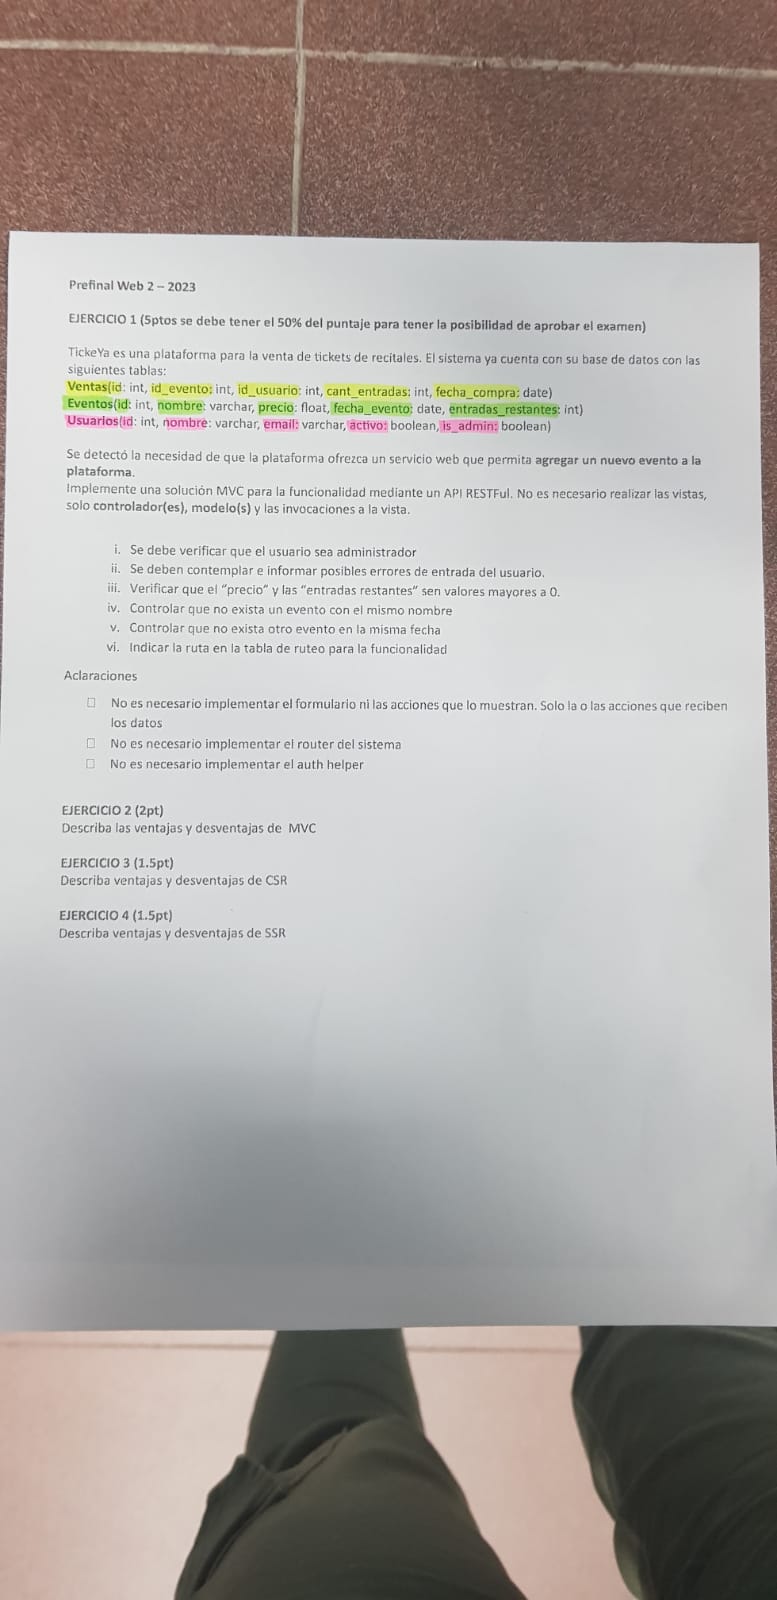 Prefinal Web 2 – 2023
EJERCICIO 1 (5ptos se debe tener el 50% del puntaje para tener la posibilidad de aprobar el examen)
TickeYa es una plataforma para la venta de tickets de recitales. El sistema ya cuenta con su base de datos con las
siguientes tablas:
Ventas(id: int, id_evento: int, id_usuario: int, cant_entradas: int, fecha_compra: date)
Eventos(id: int, nombre: varchar, precio: float, fecha_evento: date, entradas_restantes: int)
Usuarios(id: int, nombre: varchar, email: varchar, activo: boolean, is_admin: boolean)
Se detectó la necesidad de que la plataforma ofrezca un servicio web que permita agregar un nuevo evento a la
plataforma.
Implemente una solución MVC para la funcionalidad mediante un API RESTFul. No es necesario realizar las vistas,
solo controlador(es), modelo(s) y las invocaciones a la vista.
i. Se debe verificar que el usuario sea administrador
ii. Se deben contemplar e informar posibles errores de entrada del usuario.
iii. Verificar que el “precio” y las “entradas restantes” sen valores mayores a 0.
iv. Controlar que no exista un evento con el mismo nombre
v. Controlar que no exista otro evento en la misma fecha
vi. Indicar la ruta en la tabla de ruteo para la funcionalidad
Aclaraciones
No es necesario implementar el formulario ni las acciones que lo muestran. Solo la o las acciones que reciben
los datos
No es necesario implementar el router del sistema
No es necesario implementar el auth helper
EJERCICIO 2 (2pt)
Describa las ventajas y desventajas de MVC
EJERCICIO 3 (1.5pt)
Describa ventajas y desventajas de CSR
EJERCICIO 4 (1.5pt)
Describa ventajas y desventajas de SSR